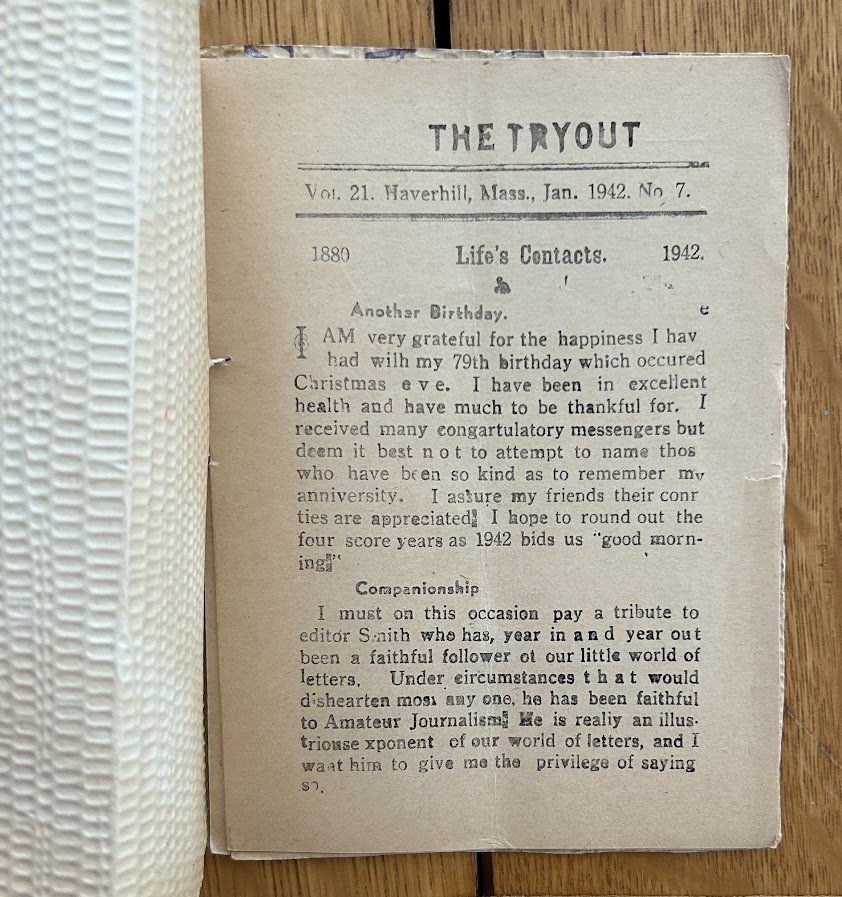 THE TRYOUT
Vol. 21. Haverhill, Mass., Jan. 1942. No. 7.
1880 Life's Contacts. 1942.
Another Birthday. e
I AM very grateful for the happiness I hav
had wilh my 79th birthday which occured
Christmas eve. I have been in excellent
health and have much to be thankful for. I
received many congartulatory messengers but
deem it best not to attempt to name thos
who have been so kind as to remember my
anniversity. I assure my friends their
ties are appreciated. I hope to round out the
four score years as 1942 bids us "good morn-
ing"
Companionship
I must on this occasion pay a tribute to
editor Smith who has, year in and year out
been a faithful follower of our little world of
letters. Under circumstances that would
dishearten most any one, he has been faithful
to Amateur Journalism. He is really an illus-
triouse xponent of our world of letters, and I
want him to give me the privilege of saying
so.